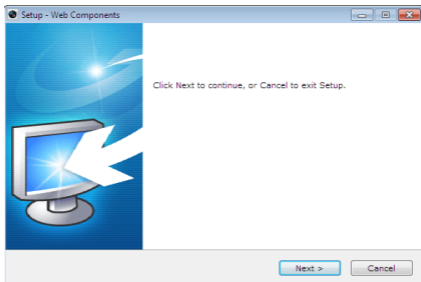 Setup - Web Components
Click Next to continue, or Cancel to exit Setup.
Next >
Cancel